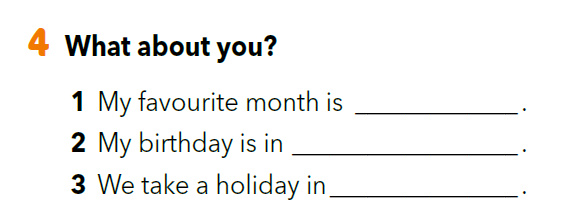 4 What about you?
1 My favourite month is ____________.
2 My birthday is in ________________.
3 We take a holiday in______________.